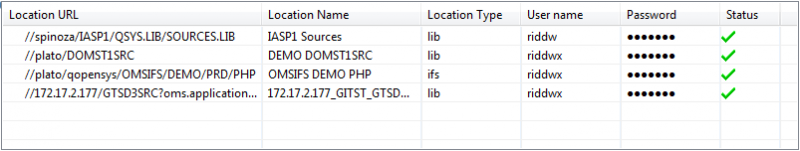 Location URL Location Name Location Type User name Password Status
//spinoza/IASP1/QSYS.LIB/SOURCES.LIB IASP1 Sources lib riddw ●●●●●●●
//plato/DOMST1SRC DEMO DOMST1SRC lib riddwx ●●●●●●●
//plato/qopensys/OMSIFS/DEMO/PRD/PHP OMSIFS DEMO PHP ifs riddwx ●●●●●●●
//172.17.2.177/GTSD3SRC?oms.application... 172.17.2.177_GITST_GTSD... lib riddwx ●●●●●●●